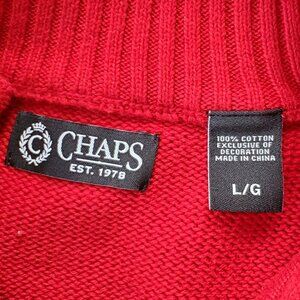 C
CHAPS
EST. 1978
100% COTTON
EXCLUSIVE OF
DECORATION
MADE IN CHINA
L/G